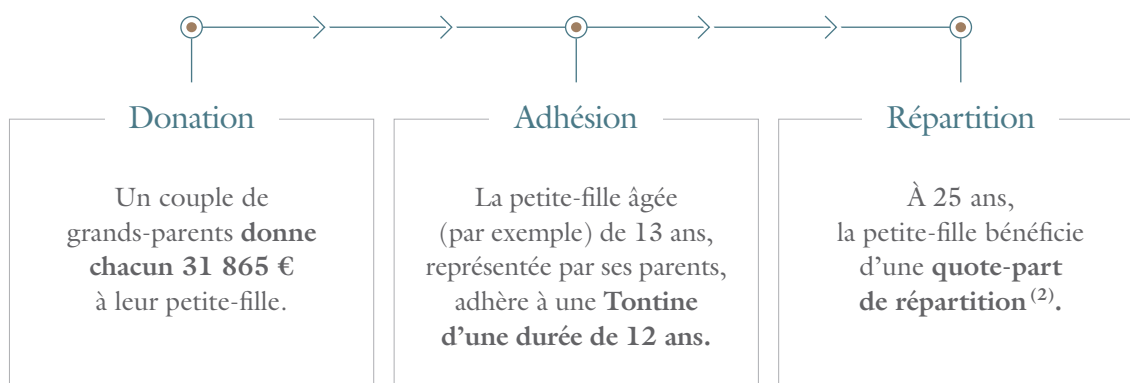 Donation
Un couple de
grands-parents donne
chacun 31 865 €
à leur petite-fille.
Adhésion
La petite-fille âgée
(par exemple) de 13 ans,
représentée par ses parents,
adhère à une Tontine
d’une durée de 12 ans.
Répartition
À 25 ans,
la petite-fille bénéficie
d’une quote-part
de répartition (2).